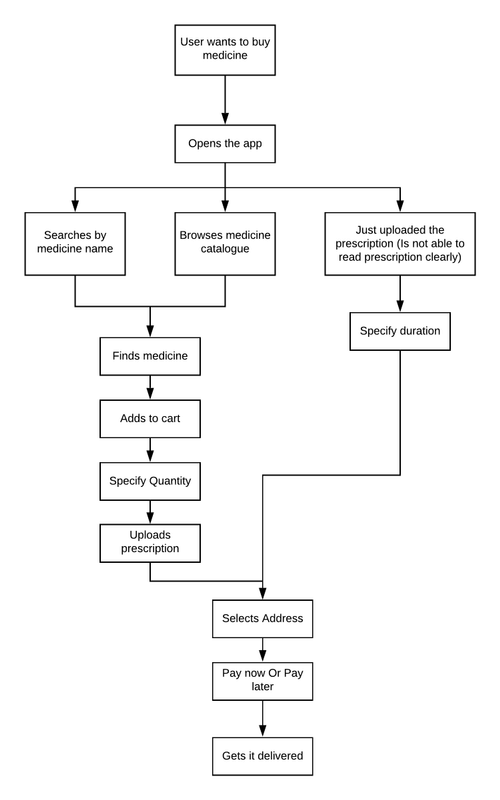 User wants to buy
medicine
Opens the app
Searches by
medicine name
Browses medicine
catalogue
Just uploaded the
prescription (Is not able to
read prescription clearly)
Specify duration
Finds medicine
Adds to cart
Specify Quantity
Uploads
prescription
Selects Address
Pay now Or Pay
later
Gets it delivered